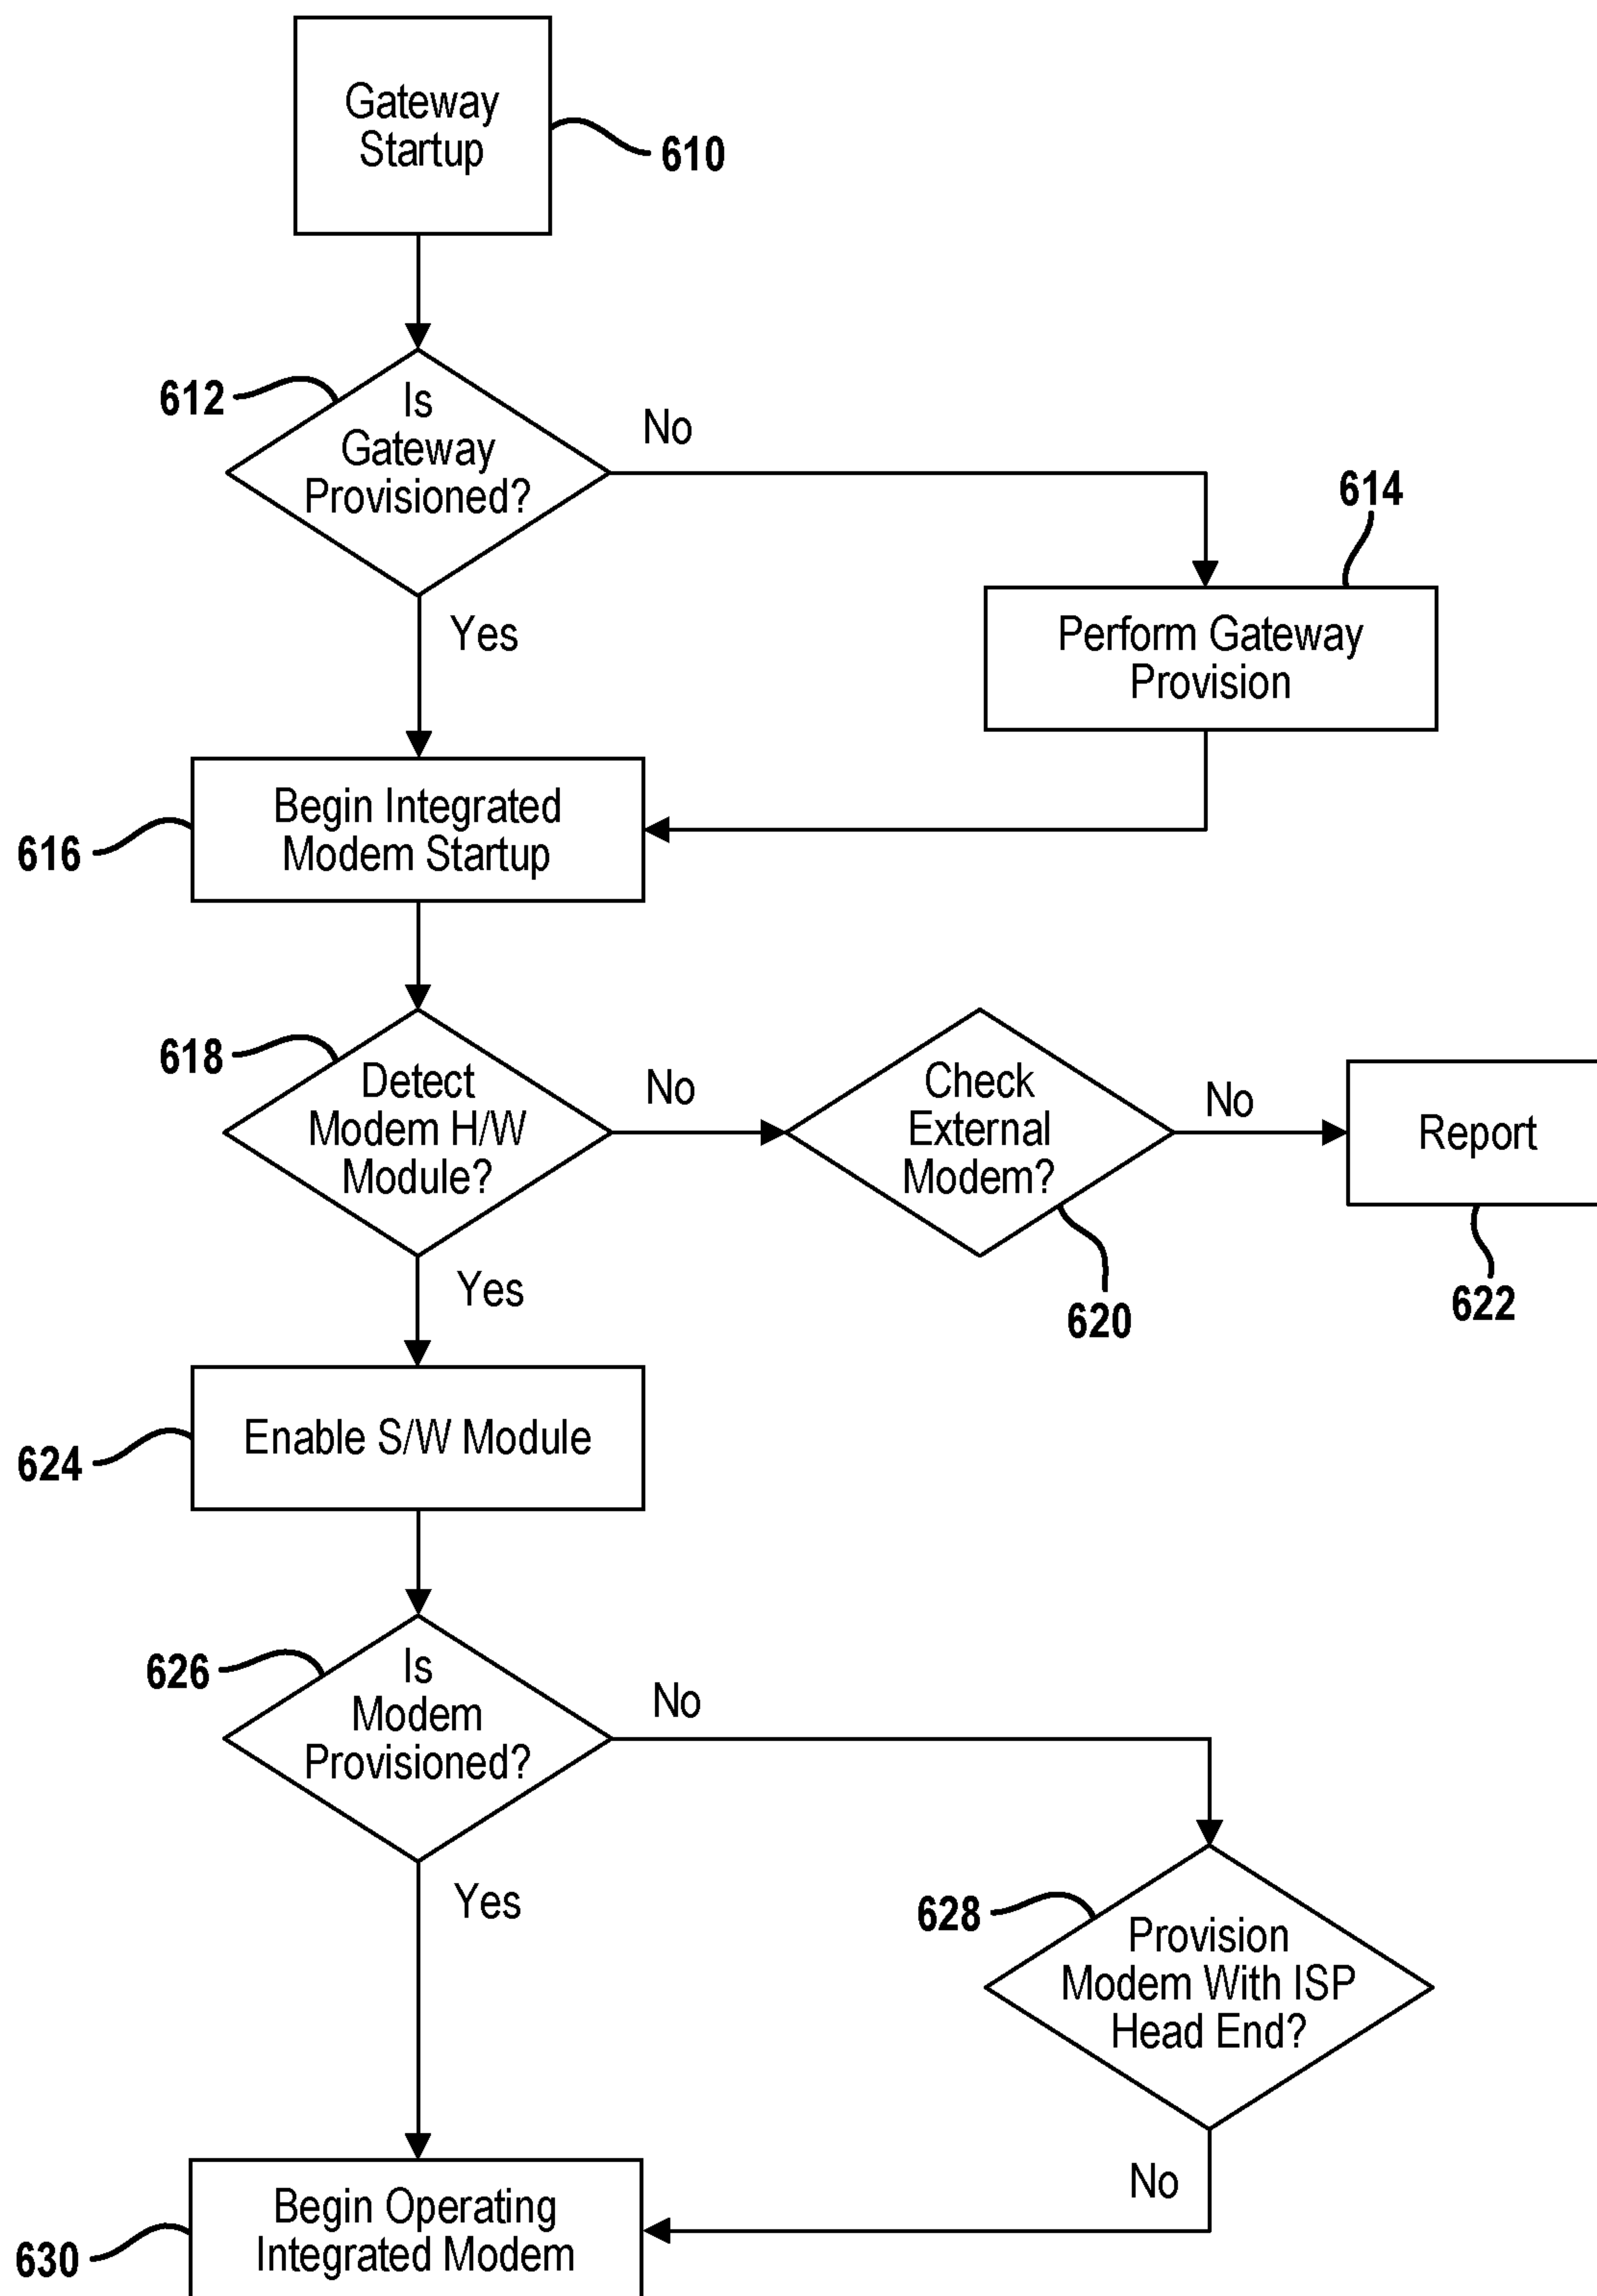 Gateway
Startup
610
612
Is
Gateway
Provisioned?
No
614
Yes
Perform Gateway
Provision
616
Begin Integrated
Modem Startup
618
Detect
Modem H/W
Module?
No
Check
External
Modem?
No
Report
Yes
620
622
624
Enable S/W Module
626
Is
Modem
Provisioned?
No
Yes
628
Provision
Modem With ISP
Head End?
No
630
Begin Operating
Integrated Modem